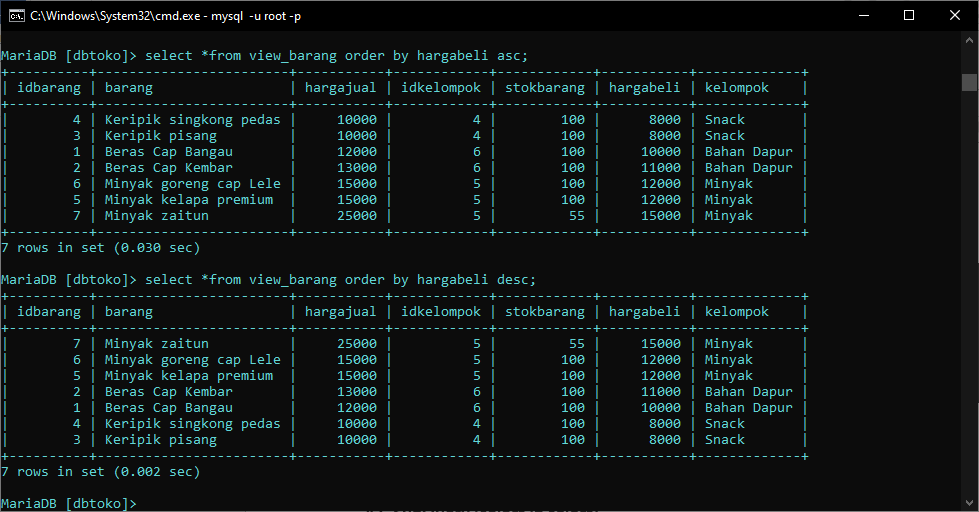 C:\Windows\System32\cmd.exe - mysql  -u root -p
MariaDB [dbtoko]> select *from view_barang order by hargabeli asc;
+----------+-------------------------+-----------+------------+------------+-----------+-------------+
| idbarang | barang                  | hargajual | idkelompok | stokbarang | hargabeli | kelompok    |
+----------+-------------------------+-----------+------------+------------+-----------+-------------+
|        4 | Keripik singkong pedas  |     10000 |          4 |        100 |      8000 | Snack       |
|        3 | Keripik pisang          |     10000 |          4 |        100 |      8000 | Snack       |
|        1 | Beras Cap Bangau        |     12000 |          6 |        100 |     10000 | Bahan Dapur |
|        2 | Beras Cap Kembar        |     13000 |          6 |        100 |     11000 | Bahan Dapur |
|        6 | Minyak goreng cap Lele  |     15000 |          5 |        100 |     12000 | Minyak      |
|        5 | Minyak kelapa premium   |     15000 |          5 |        100 |     12000 | Minyak      |
|        7 | Minyak zaitun           |     25000 |          5 |         55 |     15000 | Minyak      |
+----------+-------------------------+-----------+------------+------------+-----------+-------------+
7 rows in set (0.030 sec)
MariaDB [dbtoko]> select *from view_barang order by hargabeli desc;
+----------+-------------------------+-----------+------------+------------+-----------+-------------+
| idbarang | barang                  | hargajual | idkelompok | stokbarang | hargabeli | kelompok    |
+----------+-------------------------+-----------+------------+------------+-----------+-------------+
|        7 | Minyak zaitun           |     25000 |          5 |         55 |     15000 | Minyak      |
|        6 | Minyak goreng cap Lele  |     15000 |          5 |        100 |     12000 | Minyak      |
|        5 | Minyak kelapa premium   |     15000 |          5 |        100 |     12000 | Minyak      |
|        2 | Beras Cap Kembar        |     13000 |          6 |        100 |     11000 | Bahan Dapur |
|        1 | Beras Cap Bangau        |     12000 |          6 |        100 |     10000 | Bahan Dapur |
|        4 | Keripik singkong pedas  |     10000 |          4 |        100 |      8000 | Snack       |
|        3 | Keripik pisang          |     10000 |          4 |        100 |      8000 | Snack       |
+----------+-------------------------+-----------+------------+------------+-----------+-------------+
7 rows in set (0.002 sec)
MariaDB [dbtoko]>